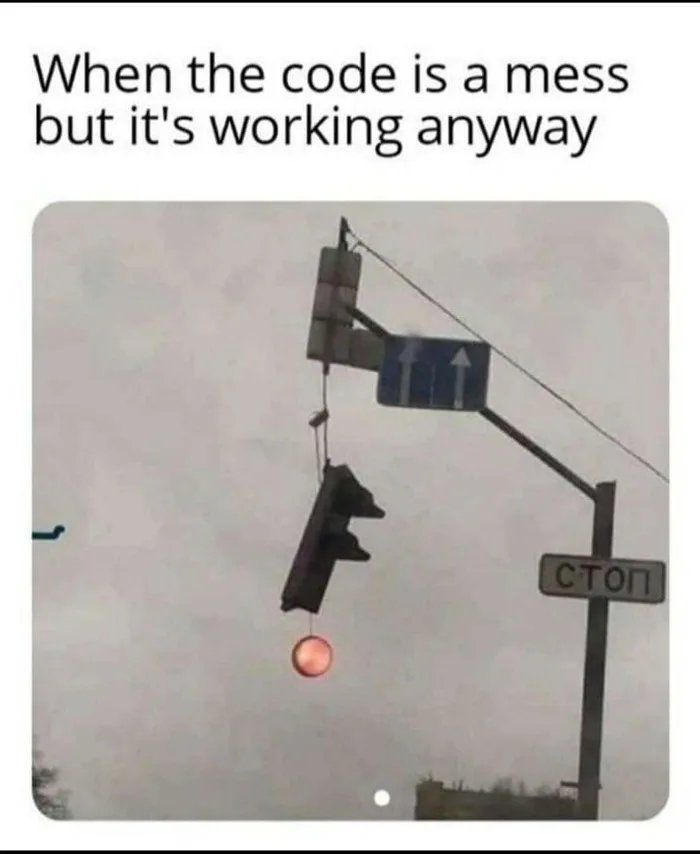 When the code is a mess
but it's working anyway
СТОП